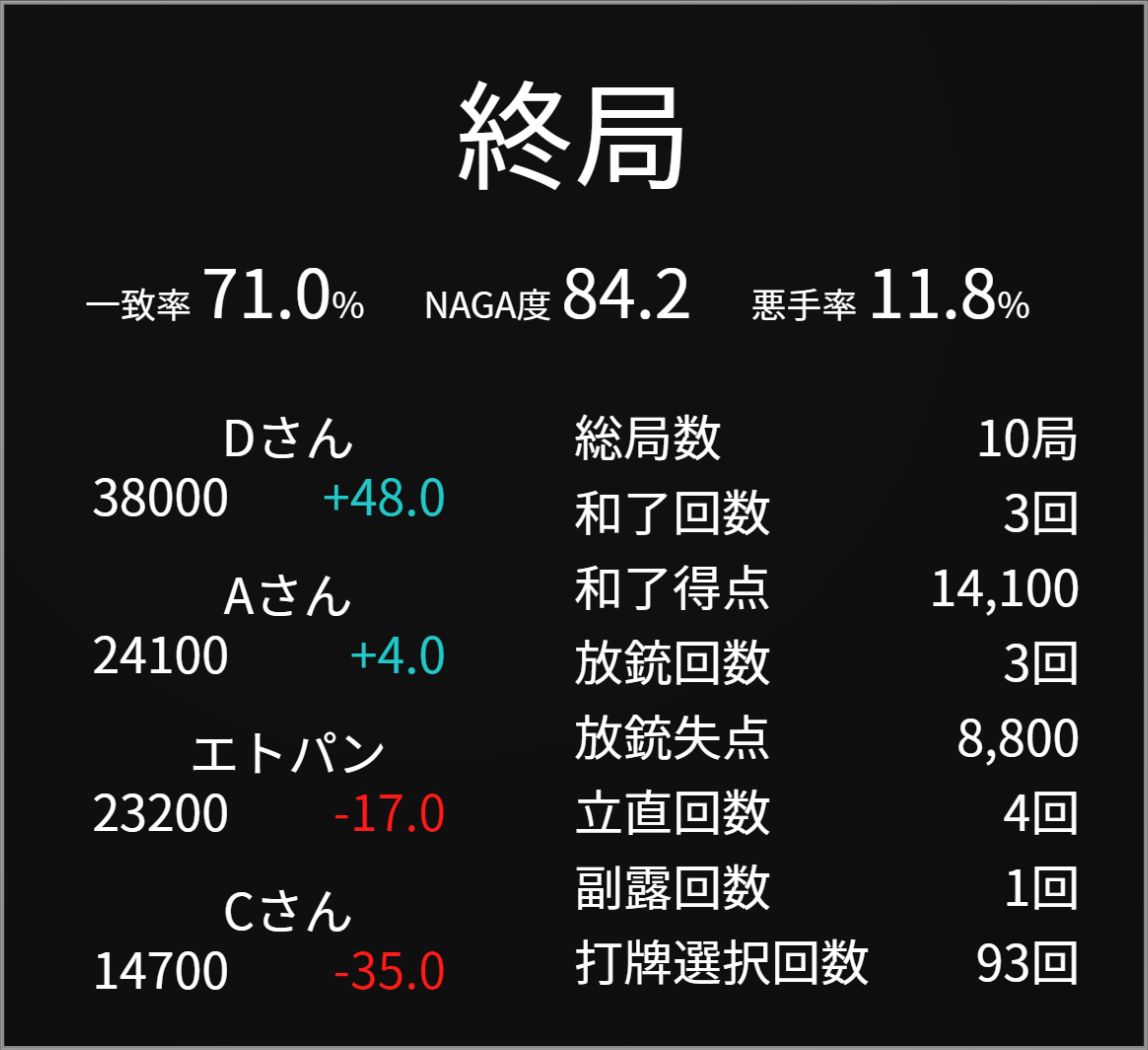 終局
一致率 71.0% NAGA度 84.2 悪手率 11.8%
Dさん
38000 +48.0
Aさん
24100 +4.0
エトパン
23200 -17.0
Cさん
14700 -35.0
総局数 10局
和了回数 3回
和了得点 14,100
放銃回数 3回
放銃失点 8,800
立直回数 4回
副露回数 1回
打牌選択回数 93回